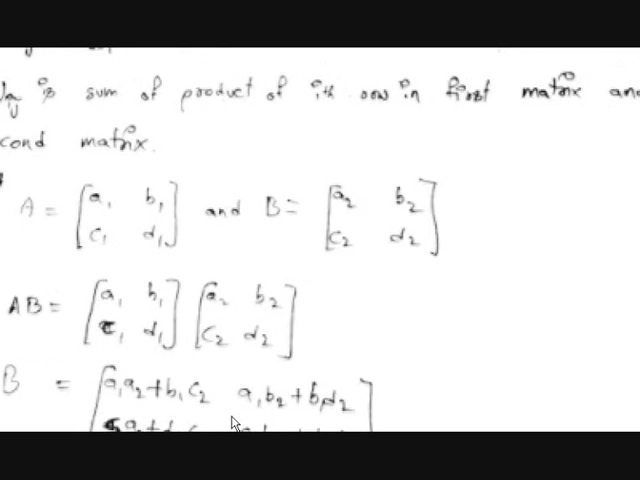 is sum of product of ith row in first matrix and
cond matrix.
A = [a₁ b₁ and B = [a₂ b₂
c₁ d₁] c₂ d₂]
AB = [a₁ b₁] [a₂ b₂
c₁ d₁] c₂ d₂]
B = [a₁a₂+b₁c₂ a₁b₂+b₁d₂]